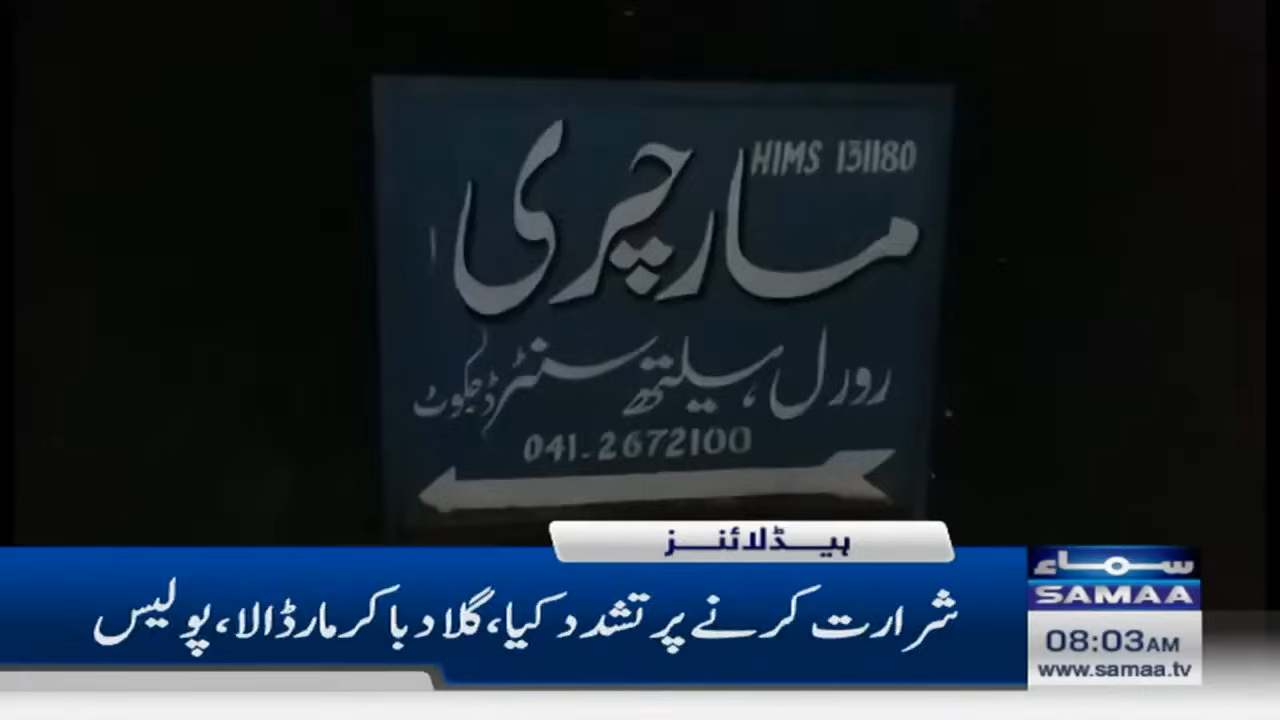 HIMS 131180
مارچری
رورل ہیلتھ سنٹر ڈجکوٹ
041-2672100
ہیڈلائنز
شرارت کرنے پر تشدد کیا، گلا دبا کر مار ڈالا، پولیس
سماء
SAMAA
08:03AM
www.samaa.tv